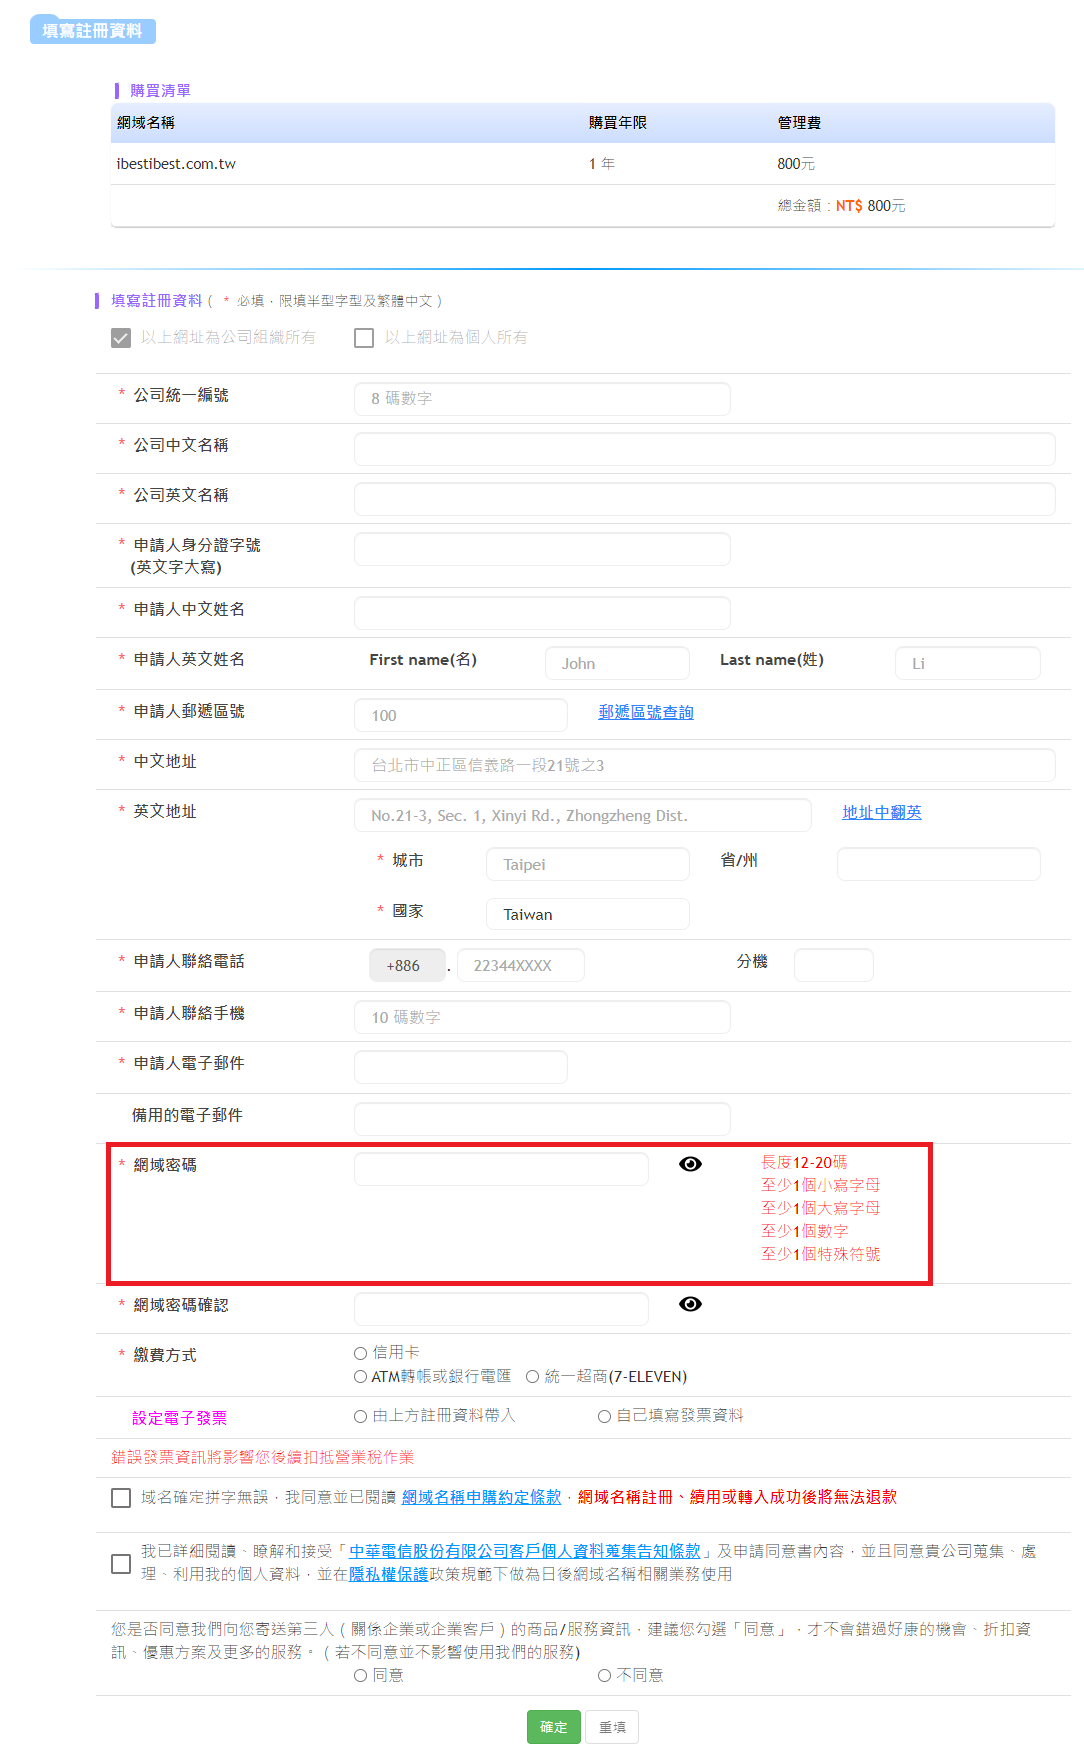 填寫註冊資料
購買清單
網域名稱 購買年限 管理費
ibestibest.com.tw 1 年 800元
總金額：NT$ 800元
填寫註冊資料 ( * 必填，限填半型字型及繁體中文 )
以上網址為公司組織所有 以上網址為個人所有
* 公司統一編號 8 碼數字
* 公司中文名稱
* 公司英文名稱
* 申請人身分證字號
(英文字大寫)
* 申請人中文姓名
* 申請人英文姓名 First name(名) John Last name(姓) Li
* 申請人郵遞區號 100 郵遞區號查詢
* 中文地址 台北市中正區信義路一段21號之3
* 英文地址 No.21-3, Sec. 1, Xinyi Rd., Zhongzheng Dist. 地址中翻英
* 城市 Taipei 省/州
* 國家 Taiwan
* 申請人聯絡電話 +886 . 22344XXXX 分機
* 申請人聯絡手機 10 碼數字
* 申請人電子郵件
備用的電子郵件
* 網域密碼 長度12-20碼
至少1個小寫字母
至少1個大寫字母
至少1個數字
至少1個特殊符號
* 網域密碼確認
* 繳費方式 信用卡
ATM轉帳或銀行電匯 統一超商(7-ELEVEN)
設定電子發票 由上方註冊資料帶入 自己填寫發票資料
錯誤發票資訊將影響您後續扣抵營業稅作業
域名確定拼字無誤，我同意並已閱讀 網域名稱申購約定條款，網域名稱註冊、續用或轉入成功後將無法退款
我已詳細閱讀、瞭解和接受「中華電信股份有限公司客戶個人資料蒐集告知條款」及申請同意書內容，並且同意貴公司蒐集、處
理、利用我的個人資料，並在隱私權保護政策規範下做為日後網域名稱相關業務使用
您是否同意我們向您寄送第三人（關係企業或企業客戶）的商品/服務資訊，建議您勾選「同意」，才不會錯過好康的機會、折扣資
訊、優惠方案及更多的服務。（若不同意並不影響使用我們的服務)
同意 不同意
確定 重填